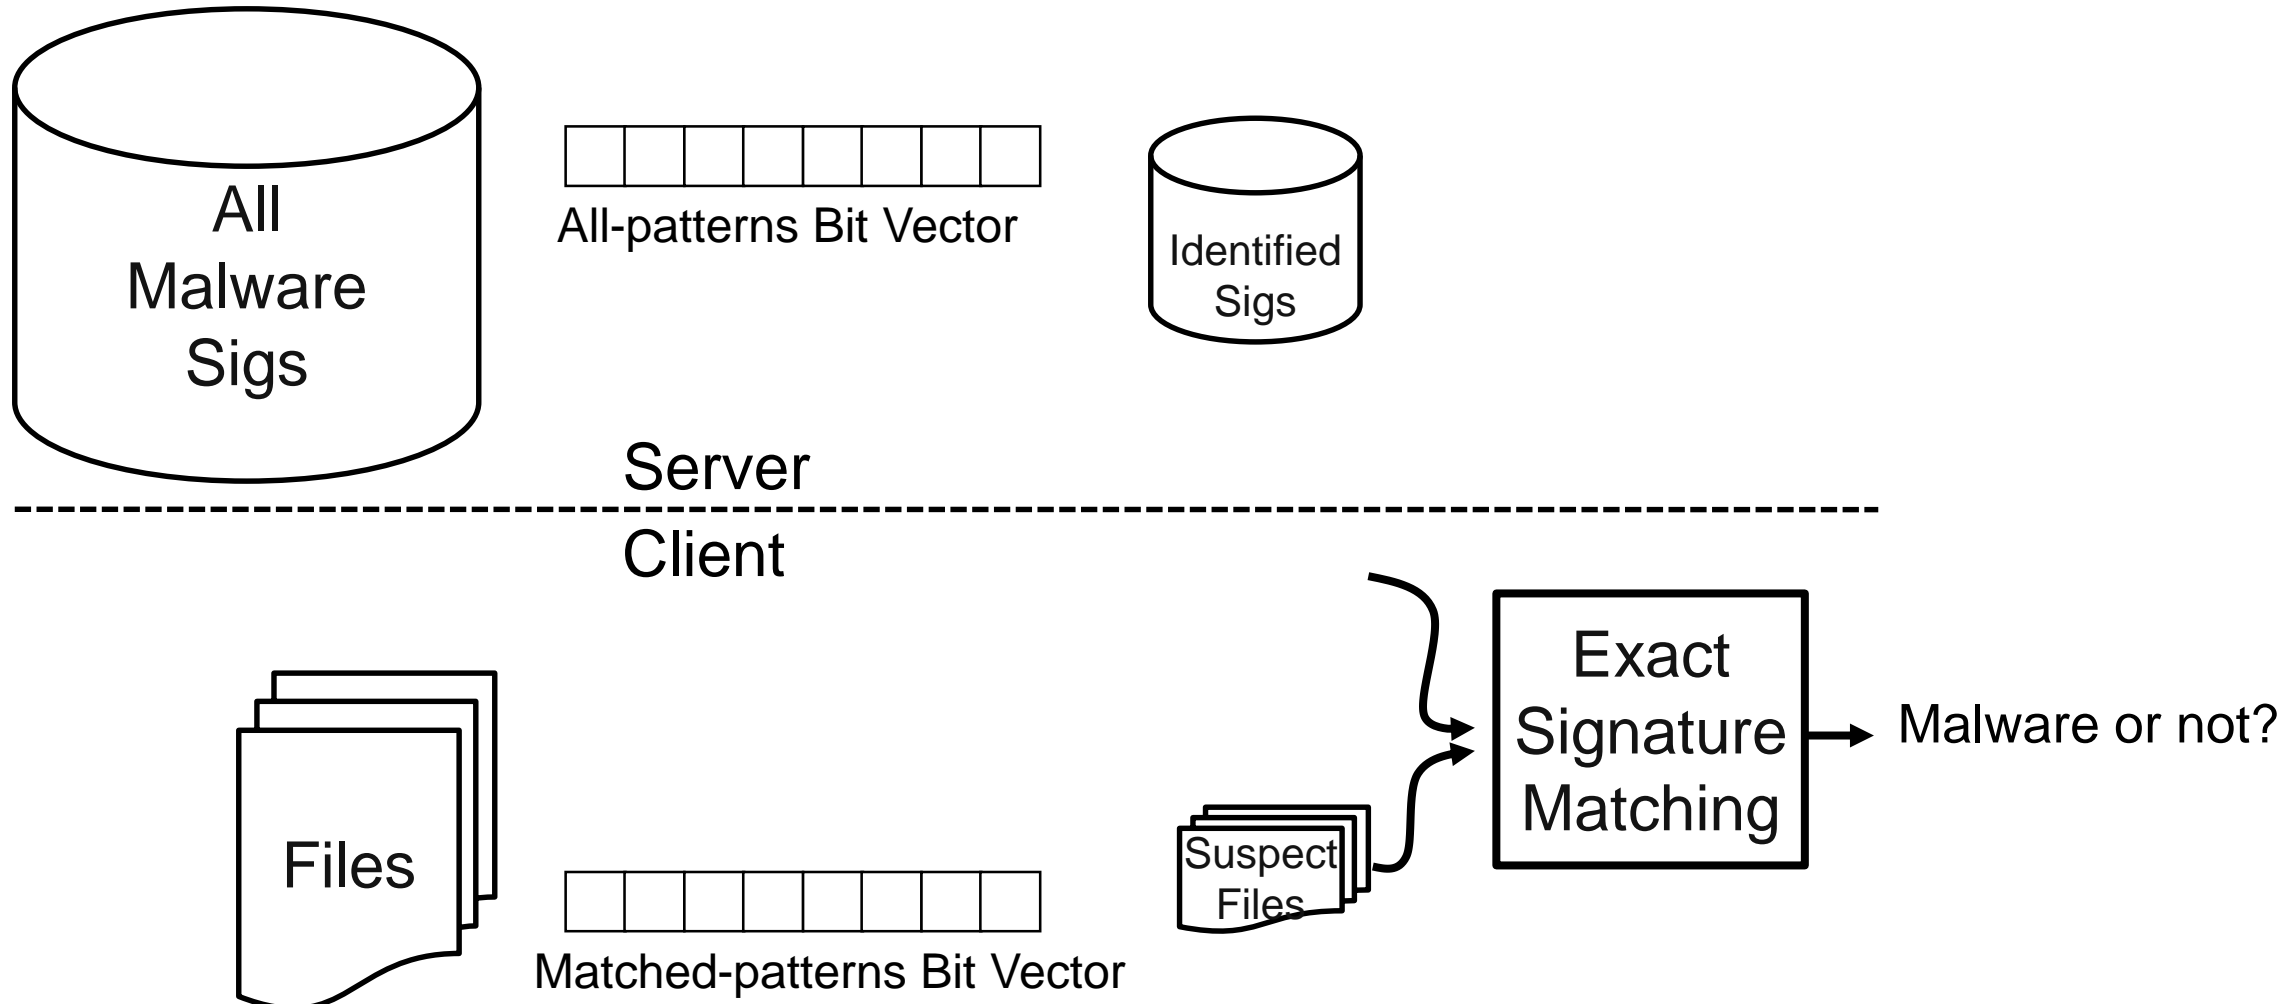 All
Malware
Sigs
All-patterns Bit Vector
Identified
Sigs
Server
Client
Files
Matched-patterns Bit Vector
Suspect
Files
Exact
Signature
Matching
Malware or not?